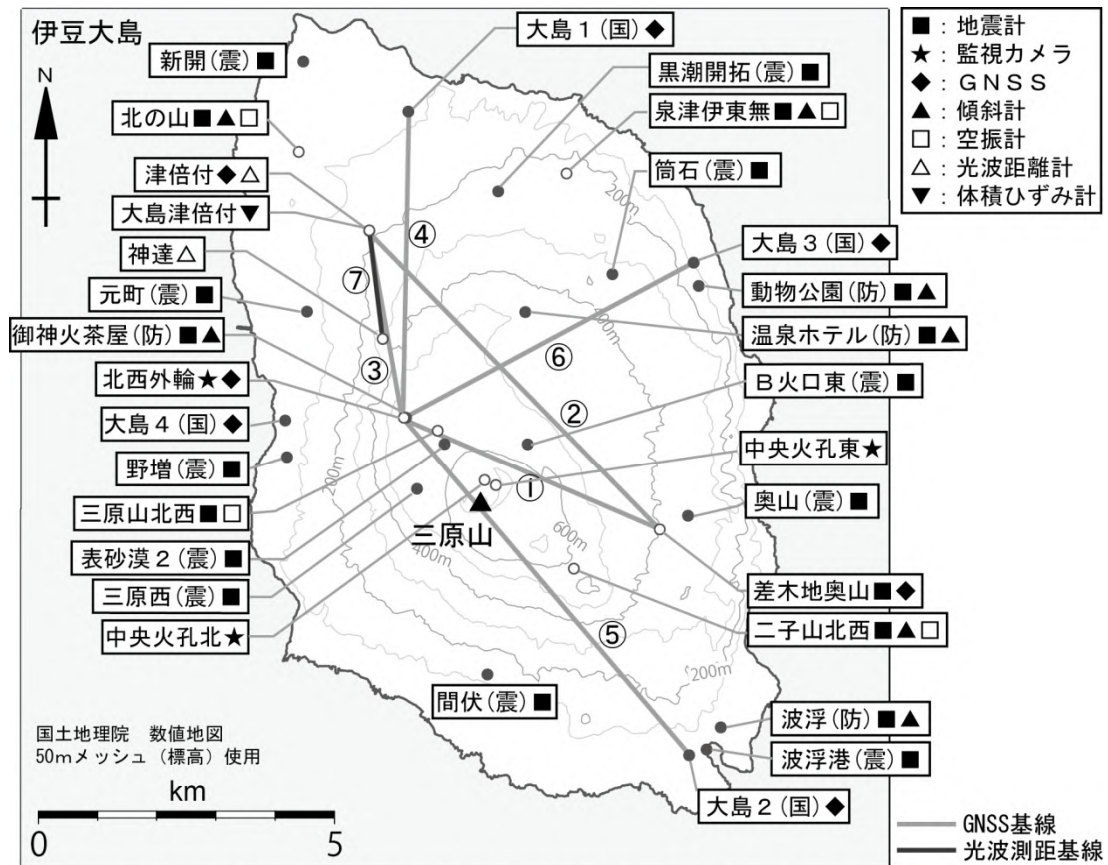 伊豆大島
N
新開(震)■
北の山■▲□
津倍付◆△
大島津倍付▼
神達△
元町(震)■
御神火茶屋(防)■▲
北西外輪★◆
大島4(国)◆
野増(震)■
三原山北西■□
表砂漠2(震)■
三原西(震)■
中央火孔北★
大島1(国)◆
黒潮開拓(震)■
泉津伊東無■▲□
筒石(震)■
大島3(国)◆
動物公園(防)■▲
温泉ホテル(防)■▲
B火口東(震)■
中央火孔東★
奥山(震)■
差木地奥山■◆
二子山北西■▲□
波浮(防)■▲
波浮港(震)■
大島2(国)◆
間伏(震)■
■:地震計
★:監視カメラ
◆:GNSS
▲:傾斜計
□:空振計
△:光波距離計
▼:体積ひずみ計
④
⑦
③
⑥
②
①
⑤
三原山
200m
400m
200m
600m
400m
200m
国土地理院 数値地図
50mメッシュ(標高)使用
km
0 5
GNSS基線
光波測距基線